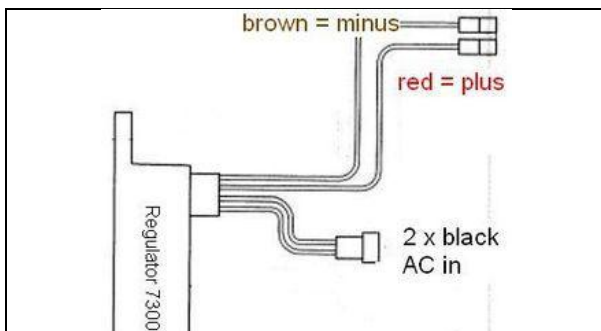 brown = minus
red = plus
2 x black
AC in
Regulator 7300